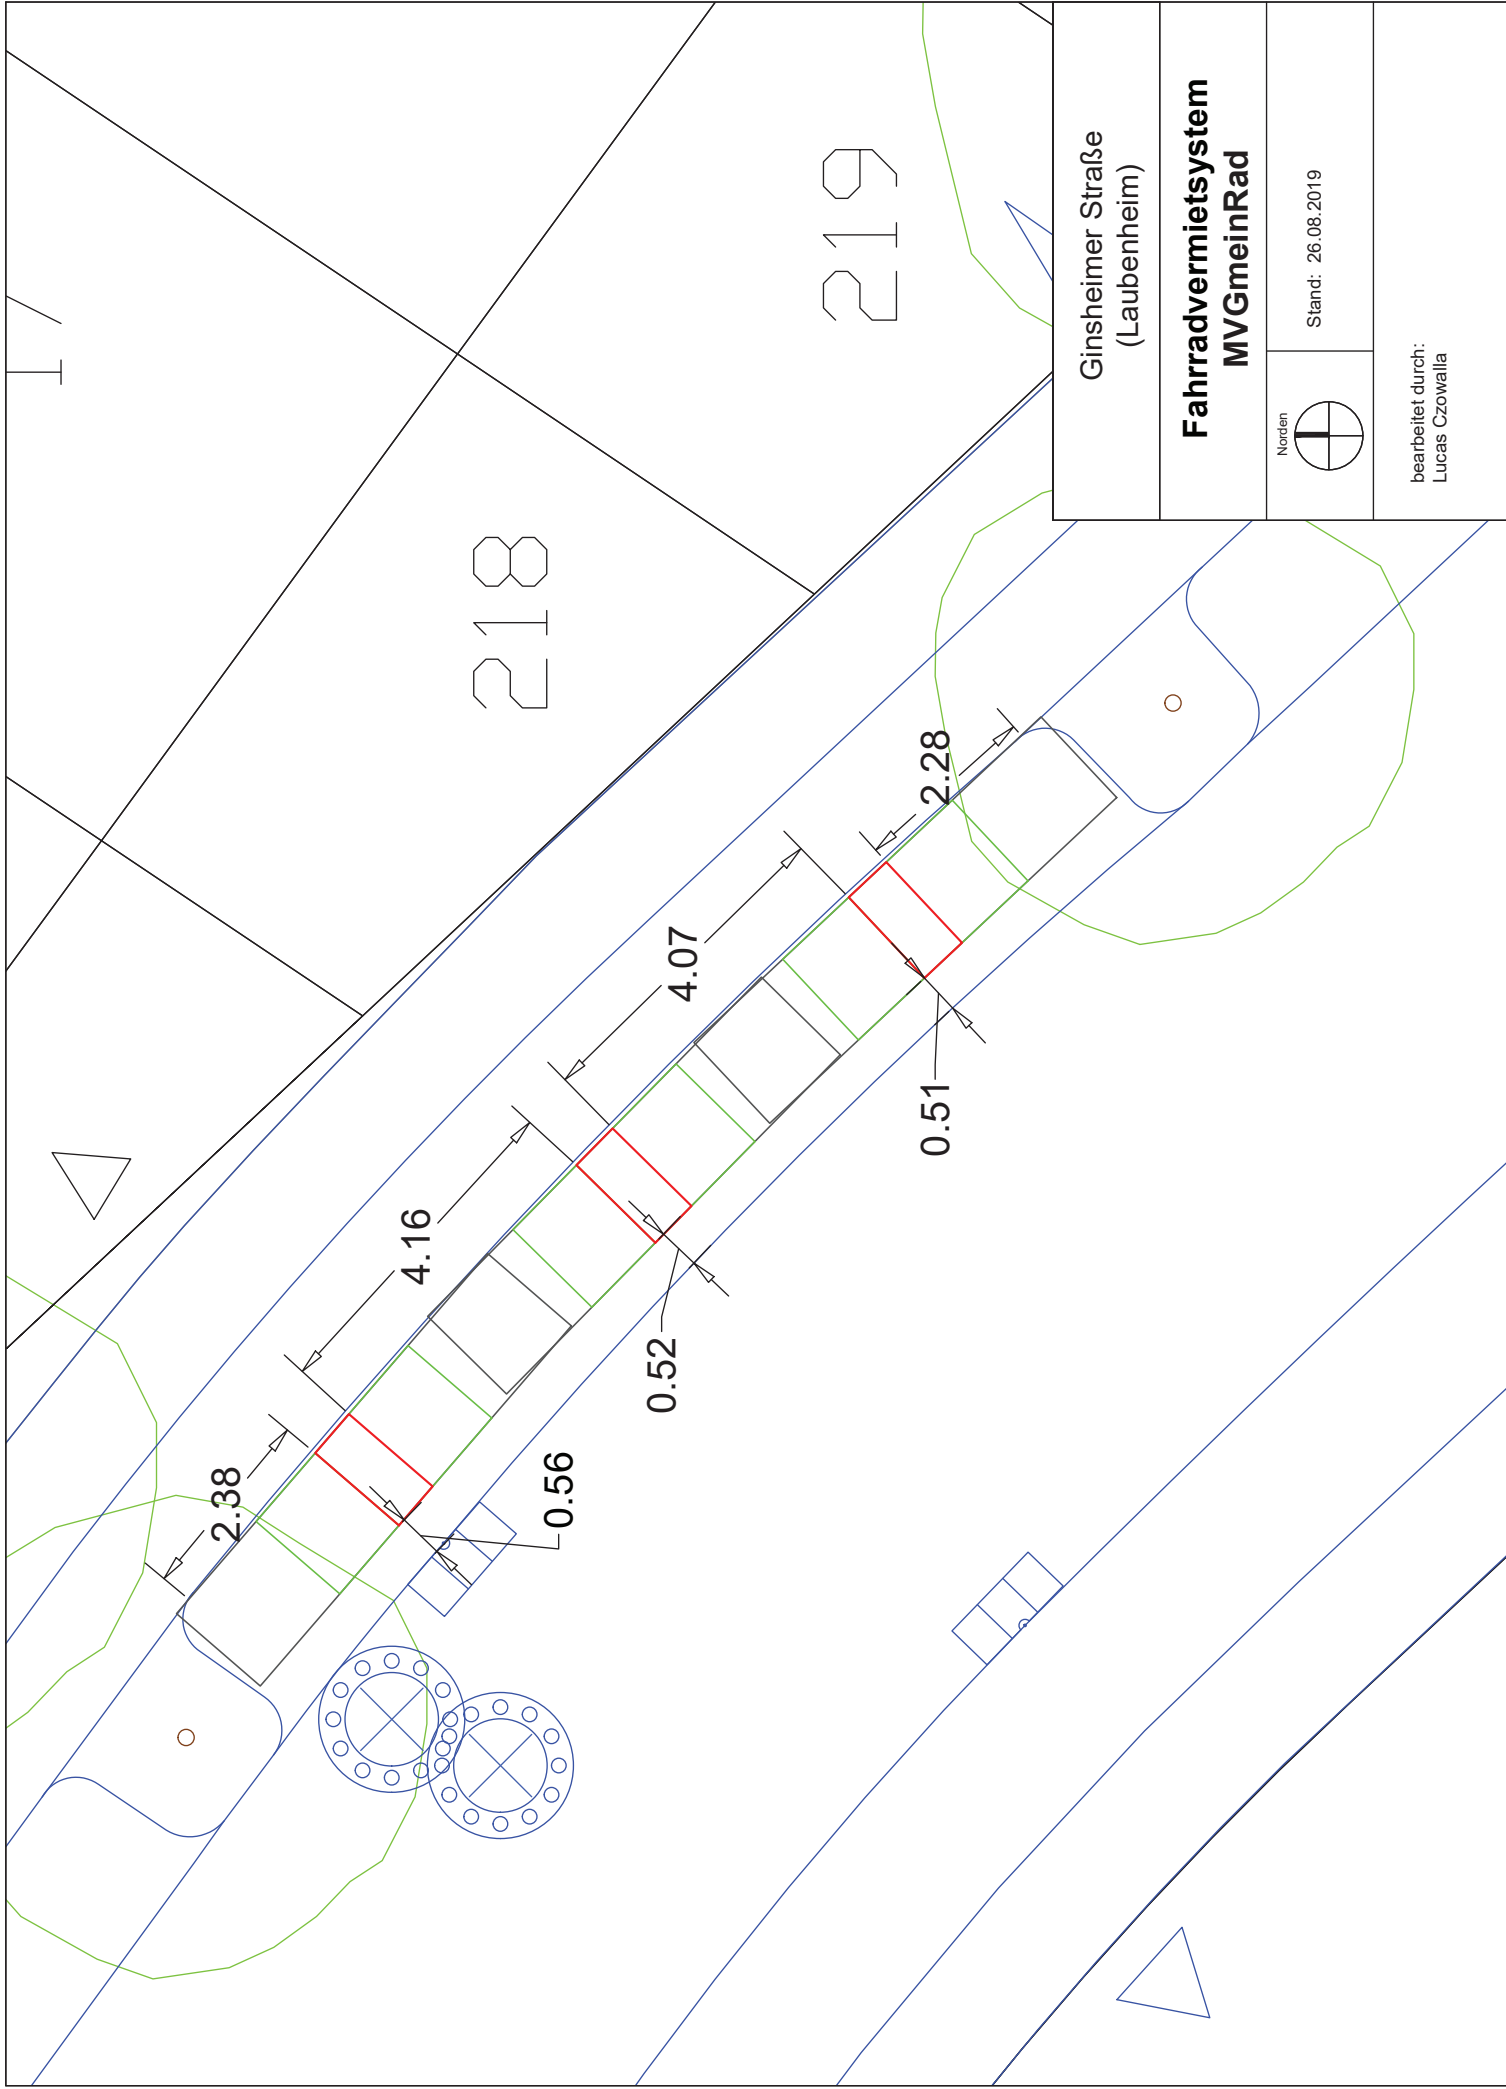 17
218
219
2.38
4.16
4.07
2.28
0.56
0.52
0.51
Ginsheimer Straße
(Laubenheim)
Fahrradvermietsystem
MVGmeinRad
Norden
Stand: 26.08.2019
bearbeitet durch:
Lucas Czowalla